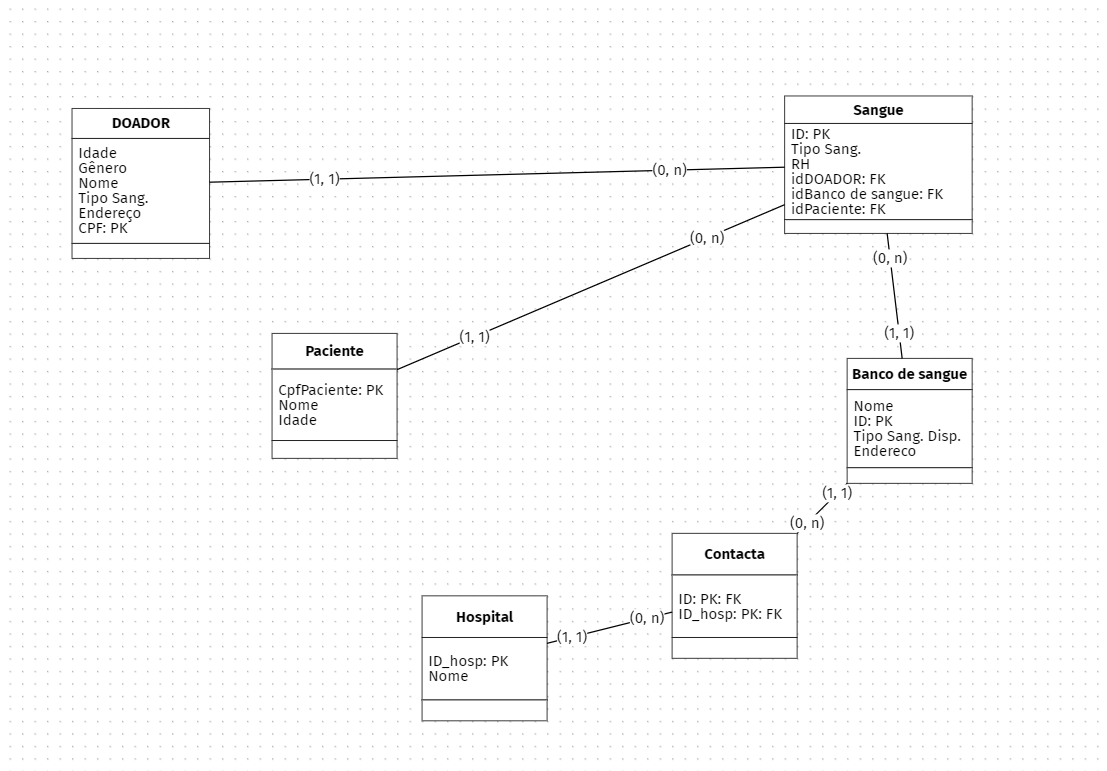 DOADOR
Idade
Gênero
Nome
Tipo Sang.
Endereço
CPF: PK
(1, 1)
(0, n)
Sangue
ID: PK
Tipo Sang.
RH
idDOADOR: FK
idBanco de sangue: FK
idPaciente: FK
(0, n)
(1, 1)
Paciente
CpfPaciente: PK
Nome
Idade
(0, n)
(1, 1)
Banco de sangue
Nome
ID: PK
Tipo Sang. Disp.
Endereco
(1, 1)
(0, n)
Contacta
ID: PK: FK
ID_hosp: PK: FK
(0, n)
(1, 1)
Hospital
ID_hosp: PK
Nome